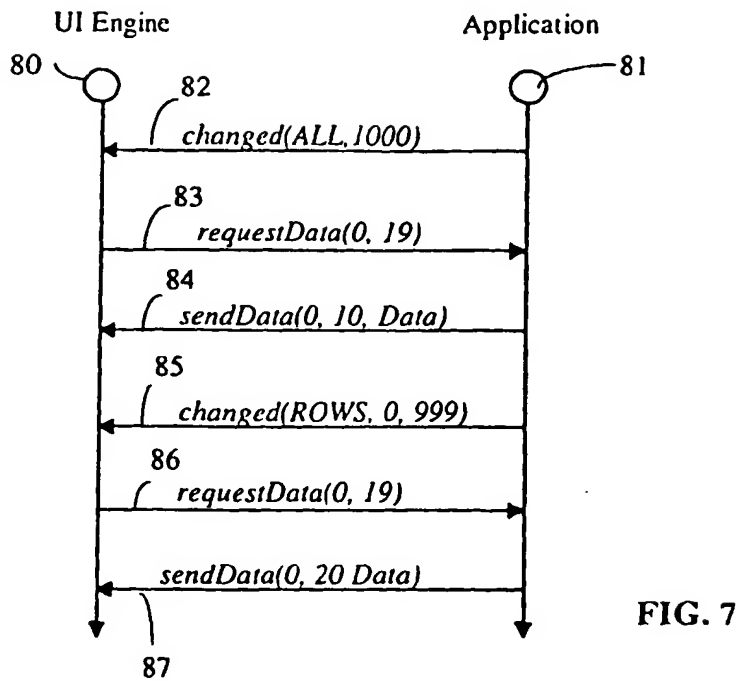 UI Engine
Application
80
81
82
changed(ALL, 1000)
83
requestData(0, 19)
84
sendData(0, 10, Data)
85
changed(ROWS, 0, 999)
86
requestData(0, 19)
sendData(0, 20 Data)
87
FIG. 7